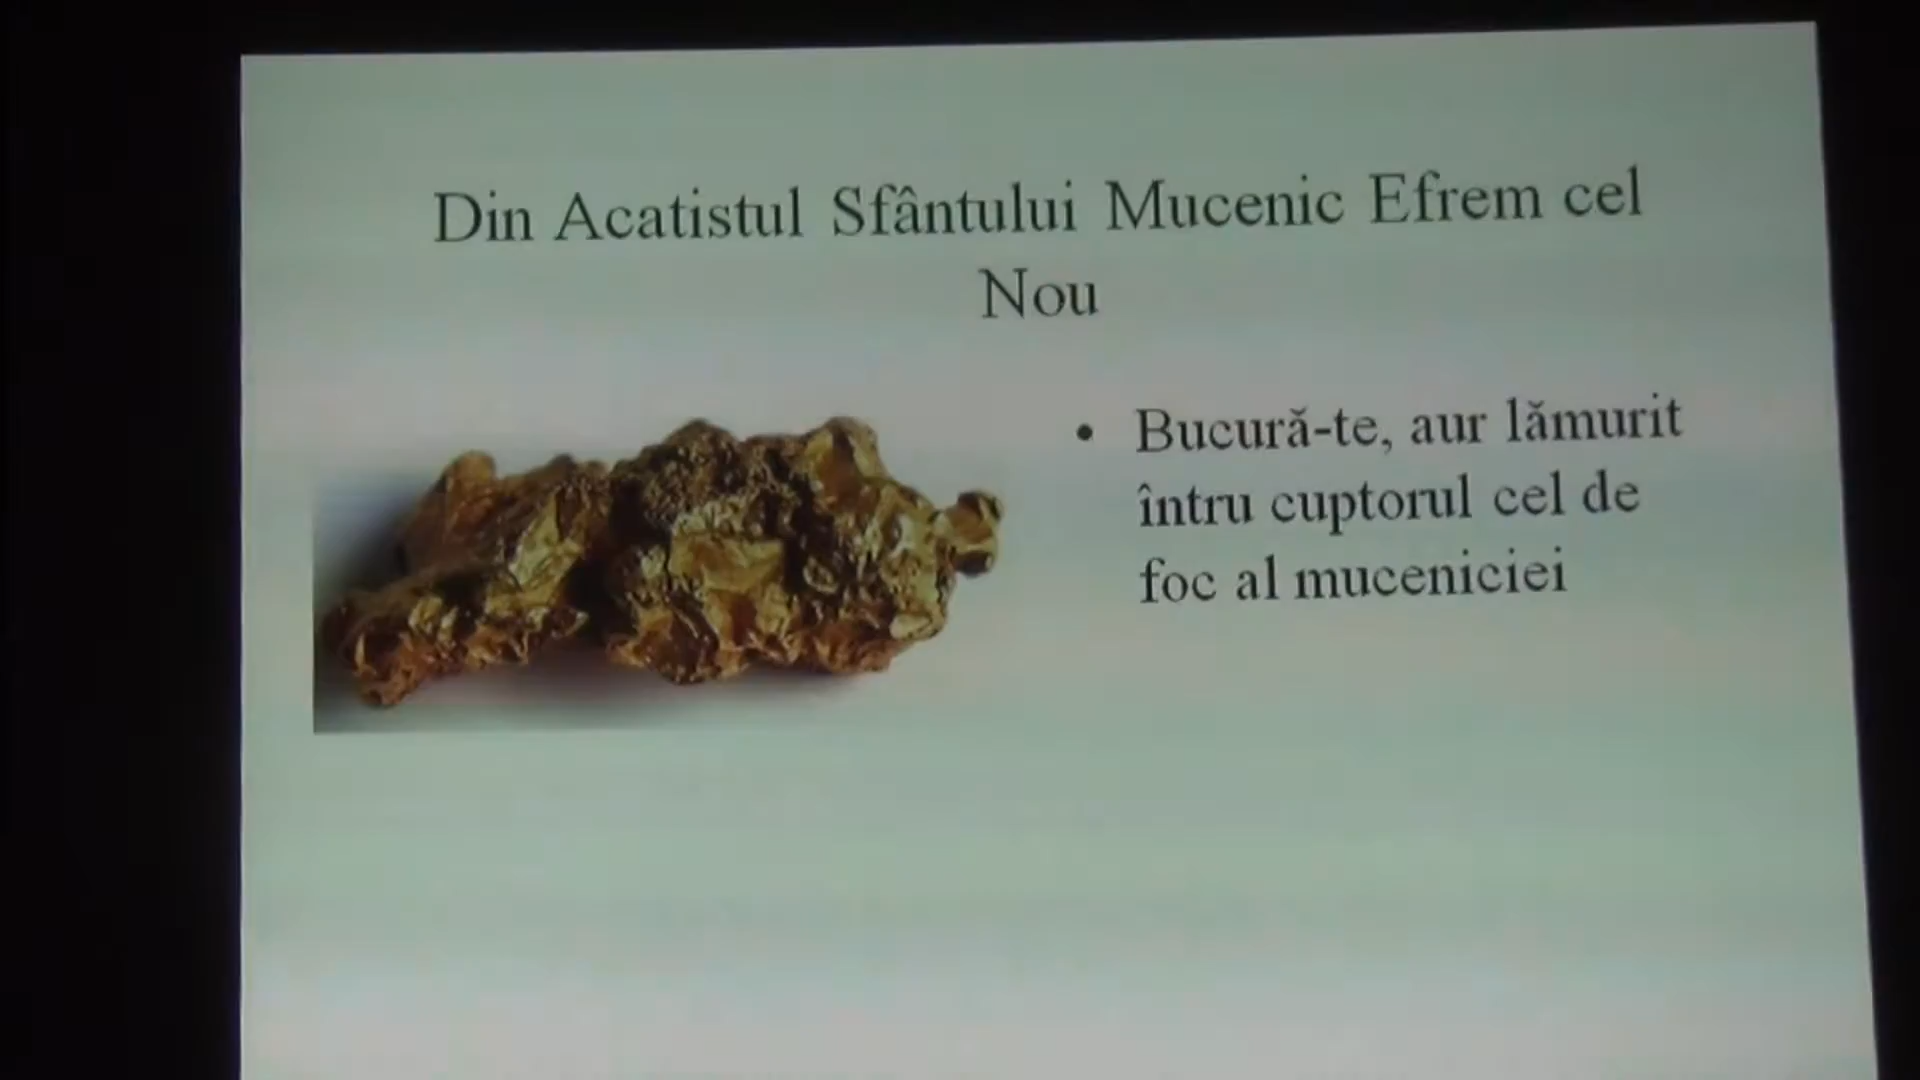 Din Acatistul Sfântului Mucenic Efrem cel
Nou
• Bucură-te, aur lămurit
întru cuptorul cel de
foc al muceniciei